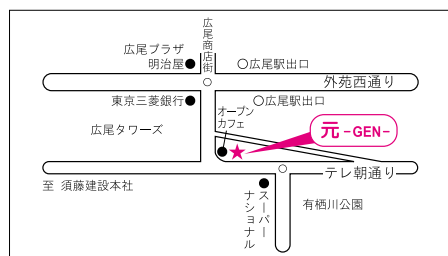 広尾商店街
広尾プラザ
明治屋
広尾駅出口
外苑西通り
東京三菱銀行
広尾駅出口
オープン
カフェ
元 -GEN-
広尾タワーズ
テレ朝通り
至 須藤建設本社
スーパー
ナショナル
有栖川公園